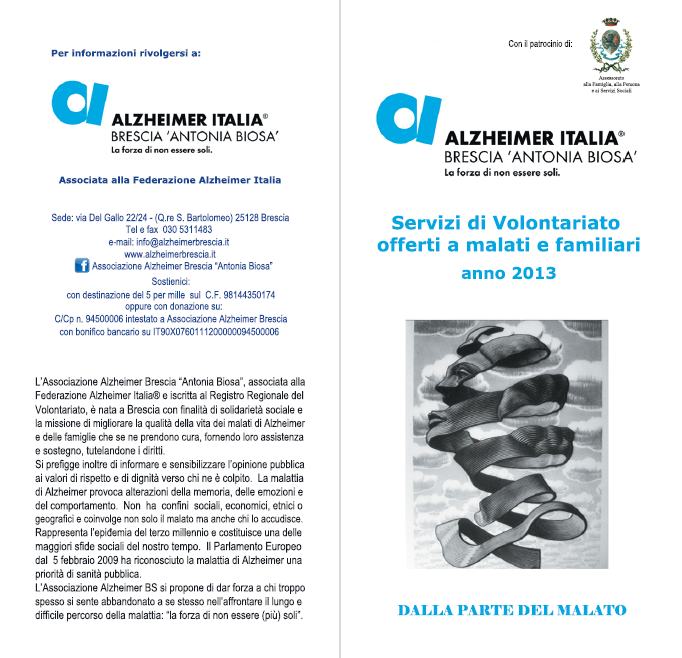 Per informazioni rivolgersi a:
ALZHEIMER ITALIA®
BRESCIA ‘ANTONIA BIOSA’
La forza di non essere soli.
Associata alla Federazione Alzheimer Italia
Sede: via Del Gallo 22/24 - (Q.re S. Bartolomeo) 25128 Brescia
Tel e fax 030 5311483
e-mail: info@alzheimerbrescia.it
www.alzheimerbrescia.it
Associazione Alzheimer Brescia “Antonia Biosa”
Sostienici:
con destinazione del 5 per mille sul C.F. 98144350174
oppure con donazione su:
C/Cp n. 94500006 intestato a Associazione Alzheimer Brescia
con bonifico bancario su IT90X0760111200000094500006
L’Associazione Alzheimer Brescia “Antonia Biosa”, associata alla
Federazione Alzheimer Italia® e iscritta al Registro Regionale del
Volontariato, è nata a Brescia con finalità di solidarietà sociale e
la missione di migliorare la qualità della vita dei malati di Alzheimer
e delle famiglie che se ne prendono cura, fornendo loro assistenza
e sostegno, tutelandone i diritti.
Si prefigge inoltre di informare e sensibilizzare l’opinione pubblica
ai valori di rispetto e di dignità verso chi ne è colpito. La malattia
di Alzheimer provoca alterazioni della memoria, delle emozioni e
del comportamento. Non ha confini sociali, economici, etnici o
geografici e coinvolge non solo il malato ma anche chi lo accudisce.
Rappresenta l’epidemia del terzo millennio e costituisce una delle
maggiori sfide sociali del nostro tempo. Il Parlamento Europeo
dal 5 febbraio 2009 ha riconosciuto la malattia di Alzheimer una
priorità di sanità pubblica.
L’Associazione Alzheimer BS si propone di dar forza a chi troppo
spesso si sente abbandonato a se stesso nell’affrontare il lungo e
difficile percorso della malattia: “la forza di non essere (più) soli”.
Con il patrocinio di:
Assessorato
alla Famiglia, alla Persona
e ai Servizi Sociali
ALZHEIMER ITALIA®
BRESCIA ‘ANTONIA BIOSA’
La forza di non essere soli.
Servizi di Volontariato
offerti a malati e familiari
anno 2013
DALLA PARTE DEL MALATO